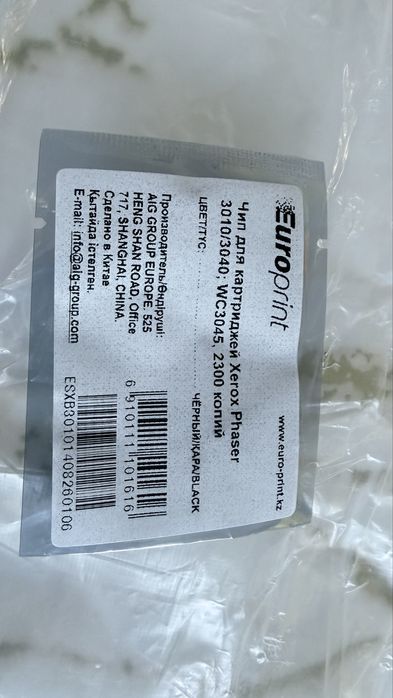 Europrint
www.euro-print.kz
Чип для картриджей Xerox Phaser
3010/3040; WC3045, 2300 копий
ЦВЕТ/ТҮС: ЧЁРНЫЙ/ҚАРА/BLACK
Производитель/Өндіруші:
AIG GROUP EUROPE, 525
HENG SHAN ROAD, Office
717, SHANGHAI, CHINA.
Сделано в Китае
Қытайда істелген.
E-mail: info@aig-group.com
6 910111 101616
ESXB30101408260106